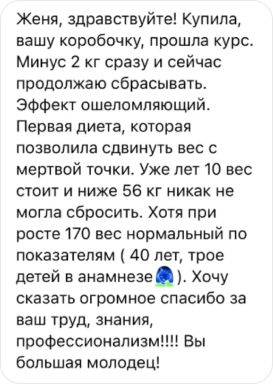 Женя, здравствуйте! Купила,
вашу коробочку, прошла курс.
Минус 2 кг сразу и сейчас
продолжаю сбрасывать.
Эффект ошеломляющий.
Первая диета, которая
позволила сдвинуть вес с
мертвой точки. Уже лет 10 вес
стоит и ниже 56 кг никак не
могла сбросить. Хотя при
росте 170 вес нормальный по
показателям ( 40 лет, трое
детей в анамнезе🤦‍♀️). Хочу
сказать огромное спасибо за
ваш труд, знания,
профессионализм!!!! Вы
большая молодец!